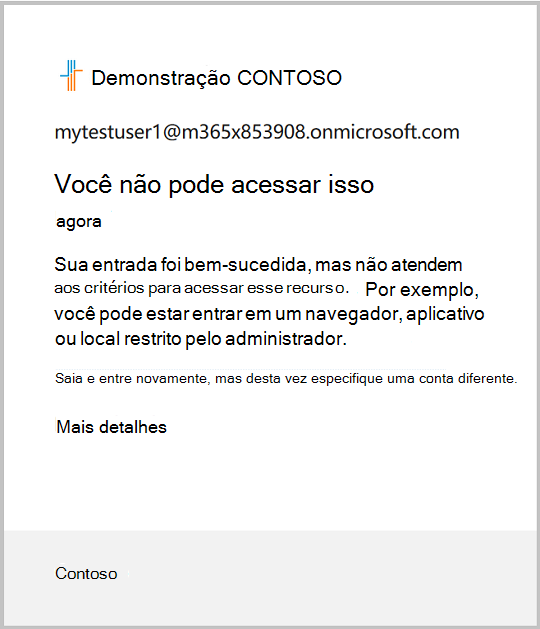 Demonstração CONTOSO
mytestuser1@m365x853908.onmicrosoft.com
Você não pode acessar isso
agora
Sua entrada foi bem-sucedida, mas não atendem
aos critérios para acessar esse recurso. Por exemplo,
você pode estar entrar em um navegador, aplicativo
ou local restrito pelo administrador.
Saia e entre novamente, mas desta vez especifique uma conta diferente.
Mais detalhes
Contoso